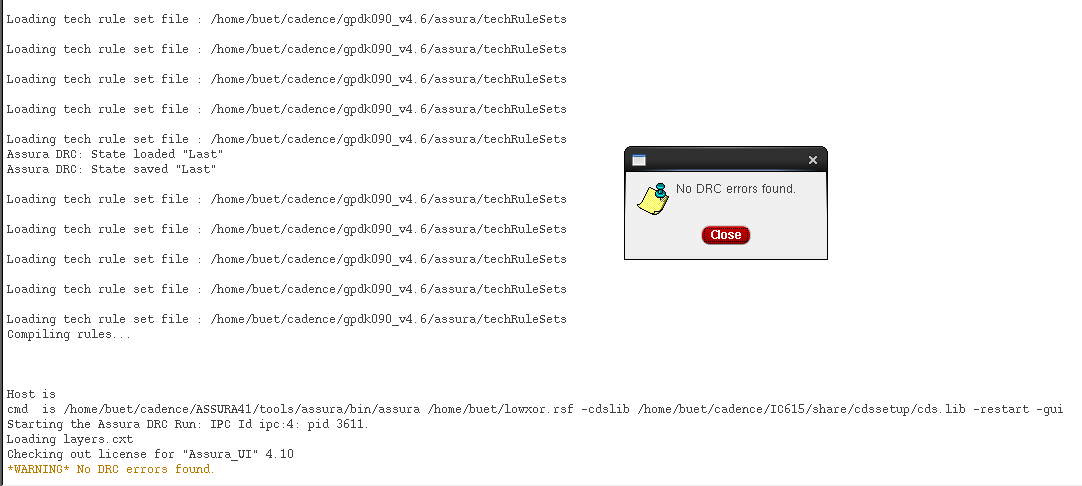 Loading tech rule set file : /home/buet/cadence/gpdk090_v4.6/assura/techRuleSets
Loading tech rule set file : /home/buet/cadence/gpdk090_v4.6/assura/techRuleSets
Loading tech rule set file : /home/buet/cadence/gpdk090_v4.6/assura/techRuleSets
Loading tech rule set file : /home/buet/cadence/gpdk090_v4.6/assura/techRuleSets
Loading tech rule set file : /home/buet/cadence/gpdk090_v4.6/assura/techRuleSets
Assura DRC: State loaded "Last"
Assura DRC: State saved "Last"
Loading tech rule set file : /home/buet/cadence/gpdk090_v4.6/assura/techRuleSets
Loading tech rule set file : /home/buet/cadence/gpdk090_v4.6/assura/techRuleSets
Loading tech rule set file : /home/buet/cadence/gpdk090_v4.6/assura/techRuleSets
Loading tech rule set file : /home/buet/cadence/gpdk090_v4.6/assura/techRuleSets
Loading tech rule set file : /home/buet/cadence/gpdk090_v4.6/assura/techRuleSets
Compiling rules...
Host is
cmd  is /home/buet/cadence/ASSURA41/tools/assura/bin/assura /home/buet/lowxor.rsf -cdslib /home/buet/cadence/IC615/share/cdssetup/cds.lib -restart -gui
Starting the Assura DRC Run: IPC Id ipc:4: pid 3611.
Loading layers.cxt
Checking out license for "Assura_UI" 4.10
*WARNING* No DRC errors found.
No DRC errors found.
Close